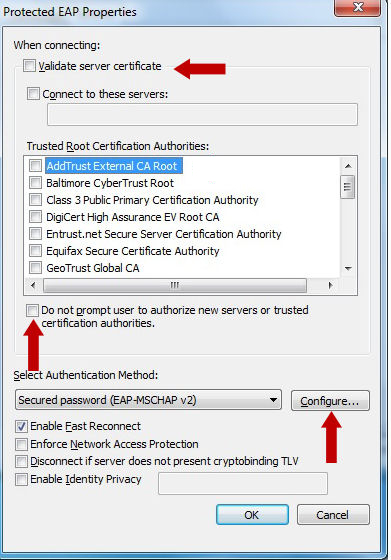 Protected EAP Properties
When connecting:
Validate server certificate
Connect to these servers:
Trusted Root Certification Authorities:
AddTrust External CA Root
Baltimore CyberTrust Root
Class 3 Public Primary Certification Authority
DigiCert High Assurance EV Root CA
Entrust.net Secure Server Certification Authority
Equifax Secure Certificate Authority
GeoTrust Global CA
Do not prompt user to authorize new servers or trusted
certification authorities.
Select Authentication Method:
Secured password (EAP-MSCHAP v2) Configure...
Enable Fast Reconnect
Enforce Network Access Protection
Disconnect if server does not present cryptobinding TLV
Enable Identity Privacy
OK Cancel